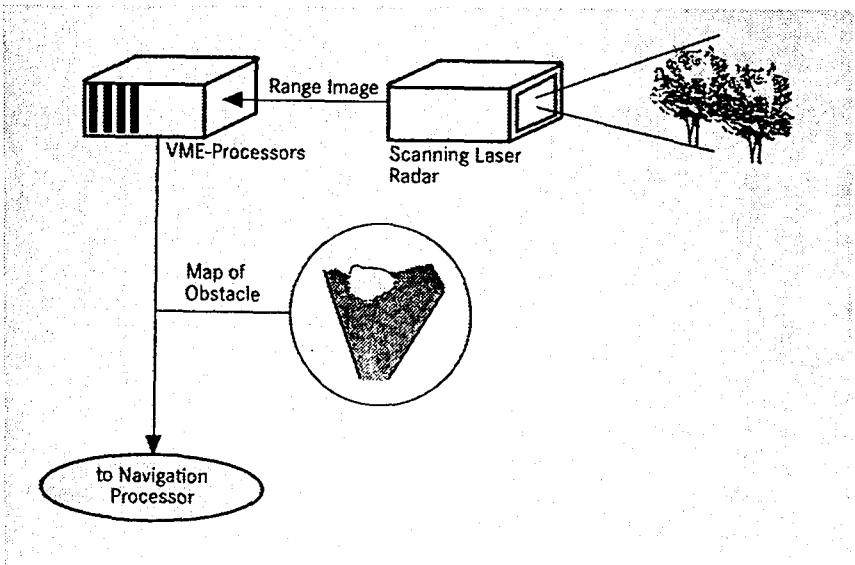 Range Image
VME-Processors
Scanning Laser
Radar
Map of
Obstacle
to Navigation
Processor